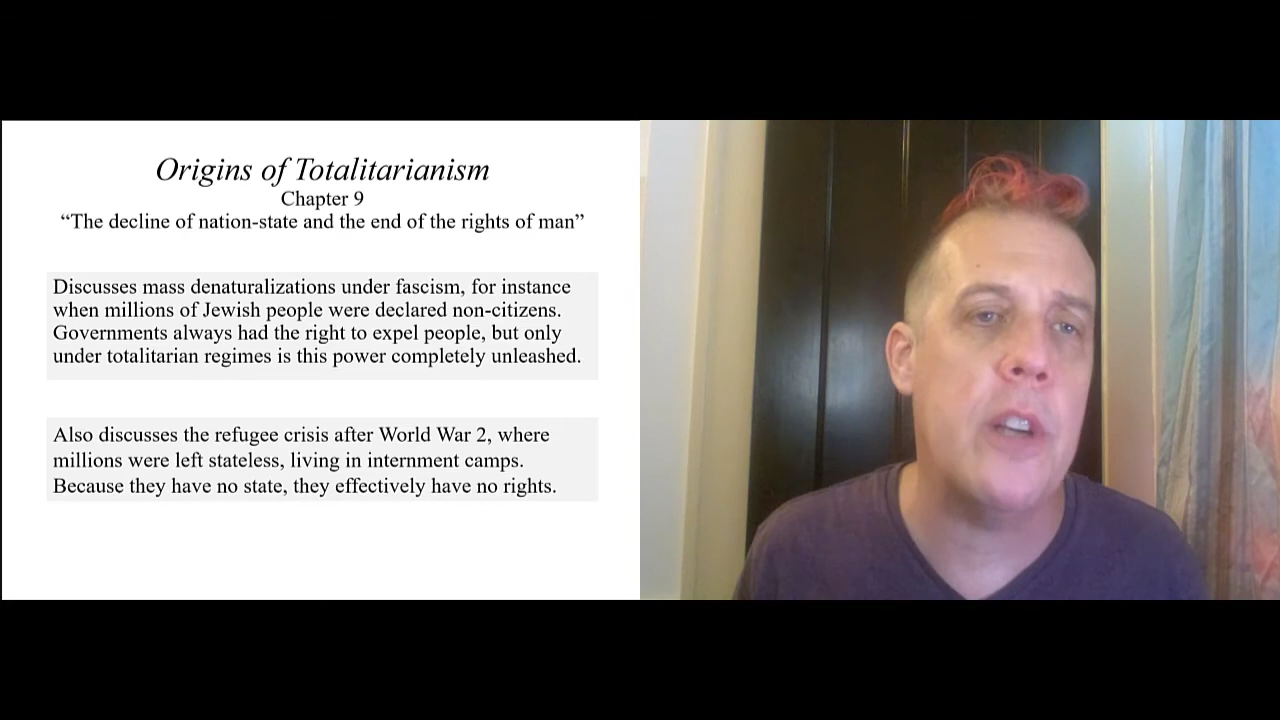 Origins of Totalitarianism
Chapter 9
“The decline of nation-state and the end of the rights of man”
Discusses mass denaturalizations under fascism, for instance
when millions of Jewish people were declared non-citizens.
Governments always had the right to expel people, but only
under totalitarian regimes is this power completely unleashed.
Also discusses the refugee crisis after World War 2, where
millions were left stateless, living in internment camps.
Because they have no state, they effectively have no rights.